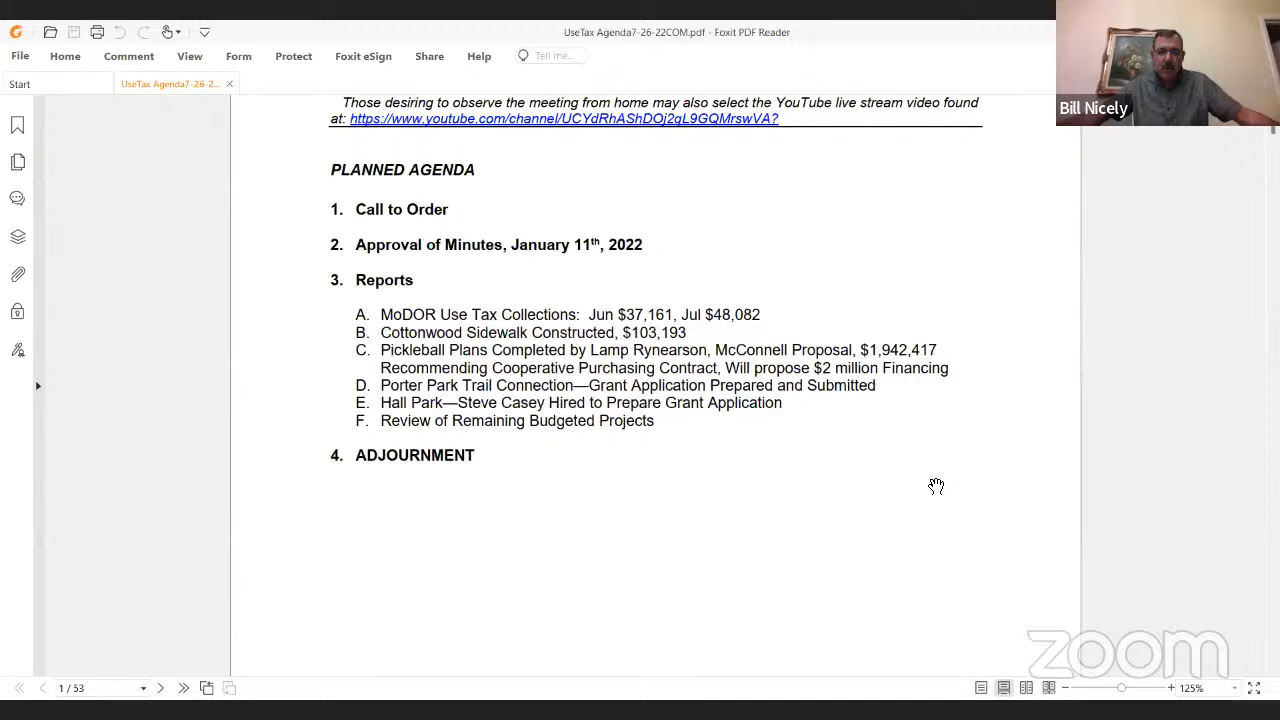 UseTax Agenda7-26-22COM.pdf - Foxit PDF Reader
File Home Comment View Form Protect Foxit eSign Share Help Tell me...
Start UseTax Agenda7-26-2...
Bill Nicely
Those desiring to observe the meeting from home may also select the YouTube live stream video found
at: https://www.youtube.com/channel/UCYdRhAShDOj2qL9GQMrswVA?
PLANNED AGENDA
1. Call to Order
2. Approval of Minutes, January 11th, 2022
3. Reports
A. MoDOR Use Tax Collections: Jun $37,161, Jul $48,082
B. Cottonwood Sidewalk Constructed, $103,193
C. Pickleball Plans Completed by Lamp Rynearson, McConnell Proposal, $1,942,417
Recommending Cooperative Purchasing Contract, Will propose $2 million Financing
D. Porter Park Trail Connection—Grant Application Prepared and Submitted
E. Hall Park—Steve Casey Hired to Prepare Grant Application
F. Review of Remaining Budgeted Projects
4. ADJOURNMENT
zoom
1 / 53
125%